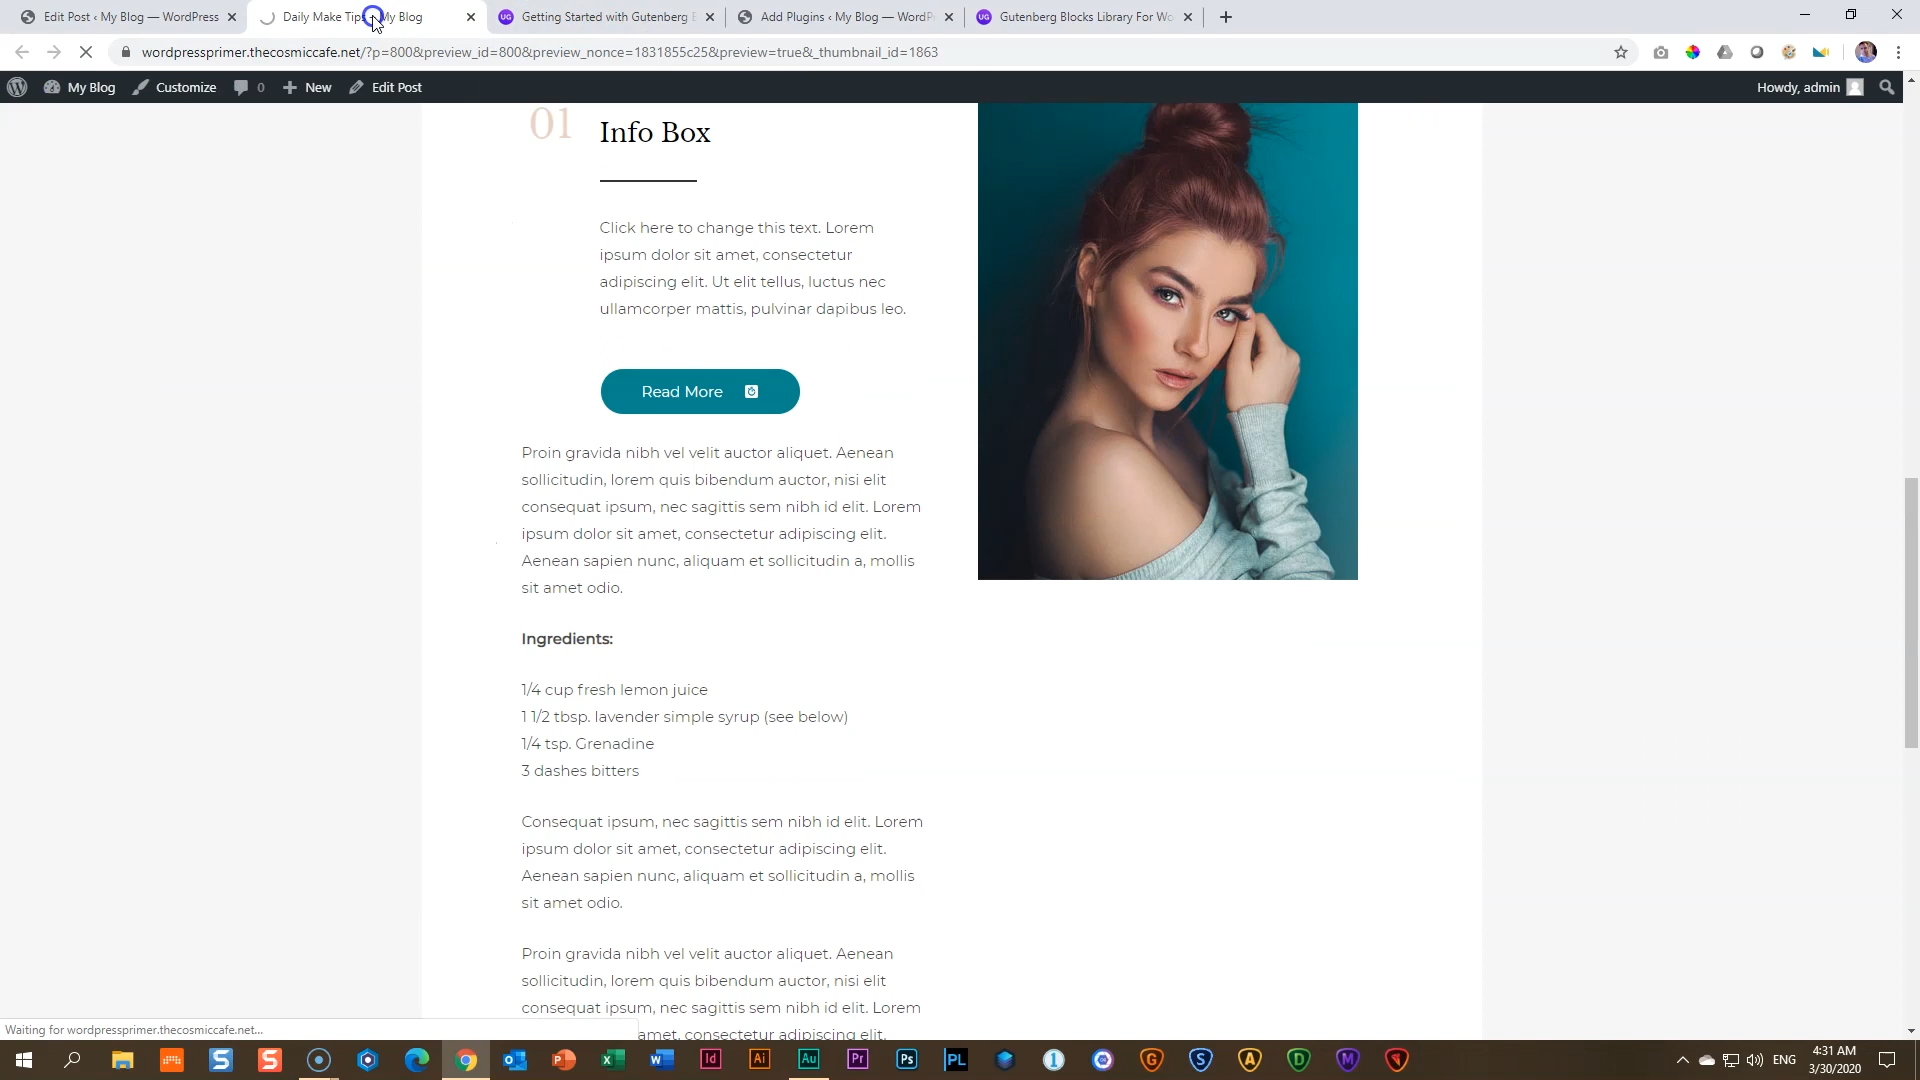 Edit Post ‹ My Blog — WordPress
Daily Make Tips My Blog
Getting Started with Gutenberg
Add Plugins ‹ My Blog — WordP
Gutenberg Blocks Library For Wo
wordpressprimer.thecosmiccafe.net/?p=800&preview_id=800&preview_nonce=1831855c25&preview=true&_thumbnail_id=1863
My Blog
Customize
0
New
Edit Post
Howdy, admin
01
Info Box
Click here to change this text. Lorem
ipsum dolor sit amet, consectetur
adipiscing elit. Ut elit tellus, luctus nec
ullamcorper mattis, pulvinar dapibus leo.
Read More
Proin gravida nibh vel velit auctor aliquet. Aenean
sollicitudin, lorem quis bibendum auctor, nisi elit
consequat ipsum, nec sagittis sem nibh id elit. Lorem
ipsum dolor sit amet, consectetur adipiscing elit.
Aenean sapien nunc, aliquam et sollicitudin a, mollis
sit amet odio.
Ingredients:
1/4 cup fresh lemon juice
1 1/2 tbsp. lavender simple syrup (see below)
1/4 tsp. Grenadine
3 dashes bitters
Consequat ipsum, nec sagittis sem nibh id elit. Lorem
ipsum dolor sit amet, consectetur adipiscing elit.
Aenean sapien nunc, aliquam et sollicitudin a, mollis
sit amet odio.
Proin gravida nibh vel velit auctor aliquet. Aenean
sollicitudin, lorem quis bibendum auctor, nisi elit
consequat ipsum, nec sagittis sem nibh id elit. Lorem
amet, consectetur adipiscing elit.
Waiting for wordpressprimer.thecosmiccafe.net...
ENG
4:31 AM
3/30/2020